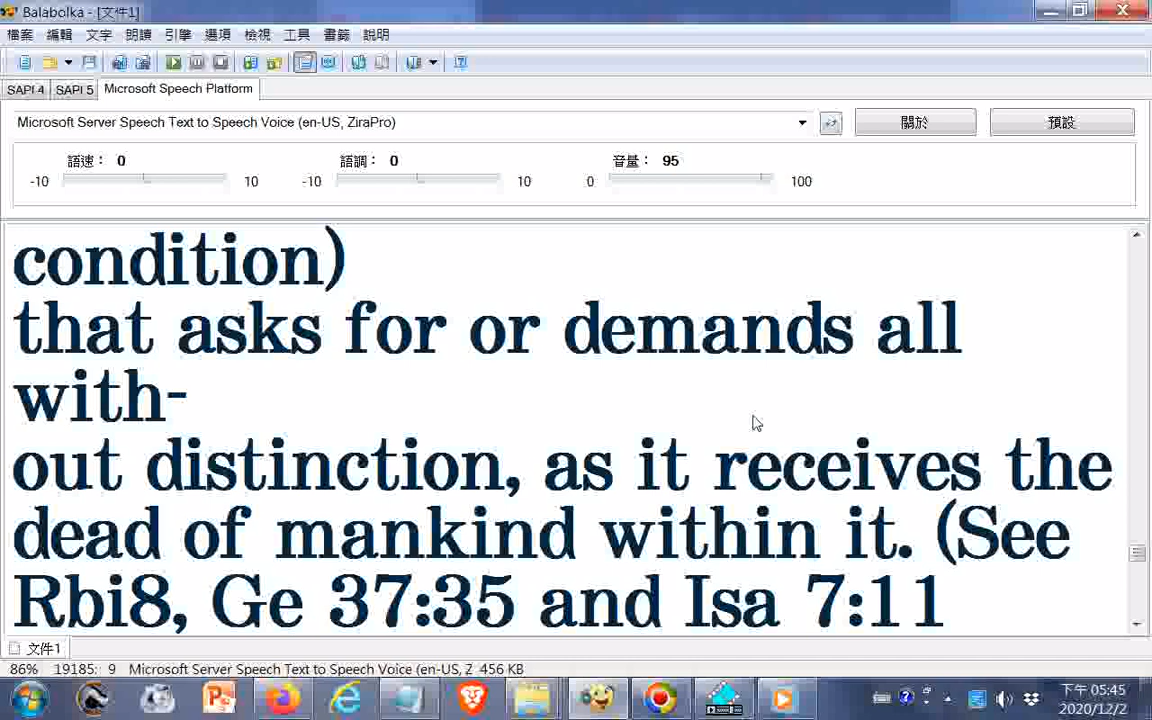 Balabolka - [文件1]
檔案 編輯 文字 朗讀 引擎 選項 檢視 工具 書籤 說明
SAPI 4 SAPI 5 Microsoft Speech Platform
Microsoft Server Speech Text to Speech Voice (en-US, ZiraPro) 關於 預設
語速： 0 語調： 0 音量： 95
-10 10 -10 10 0 100
condition)
that asks for or demands all
with-
out distinction, as it receives the
dead of mankind within it. (See
Rbi8, Ge 37:35 and Isa 7:11
文件1
86% 19185: 9 Microsoft Server Speech Text to Speech Voice (en-US, Z 456 KB
下午 05:45
2020/12/2